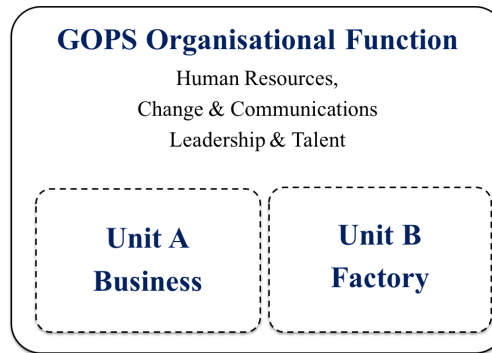 GOPS Organisational Function
Human Resources,
Change & Communications
Leadership & Talent
Unit A
Business
Unit B
Factory